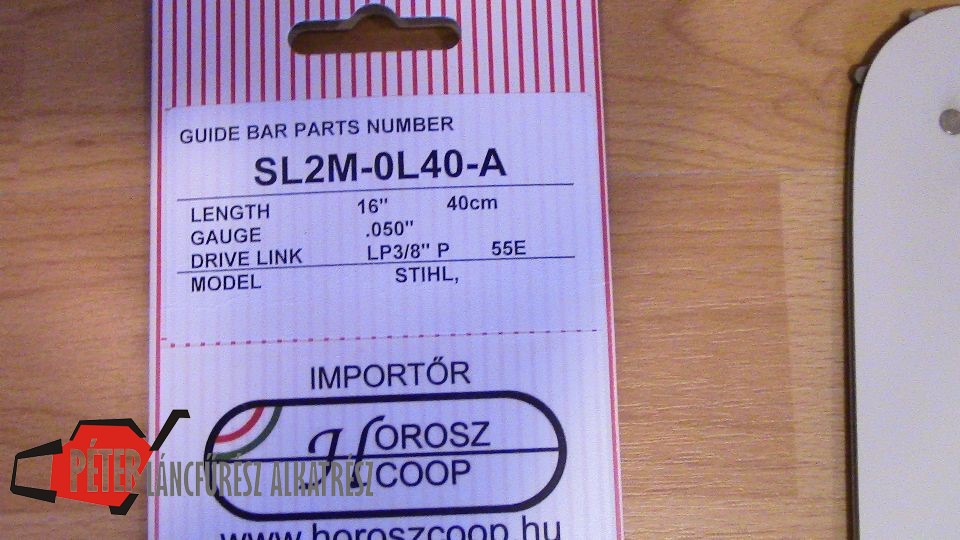 GUIDE BAR PARTS NUMBER
SL2M-0L40-A
LENGTH 16" 40cm
GAUGE .050"
DRIVE LINK LP3/8" P 55E
MODEL STIHL,
IMPORTŐR
HOROSZ
COOP
www.horoszcoop.hu
PÉTER LÁNCFŰRÉSZ ALKATRÉSZ